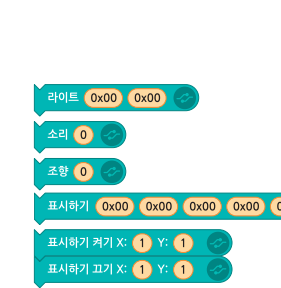 라이트 0x00 0x00
소리 0
조향 0
표시하기 0x00 0x00 0x00 0x00
표시하기 켜기 X: 1 Y: 1
표시하기 끄기 X: 1 Y: 1